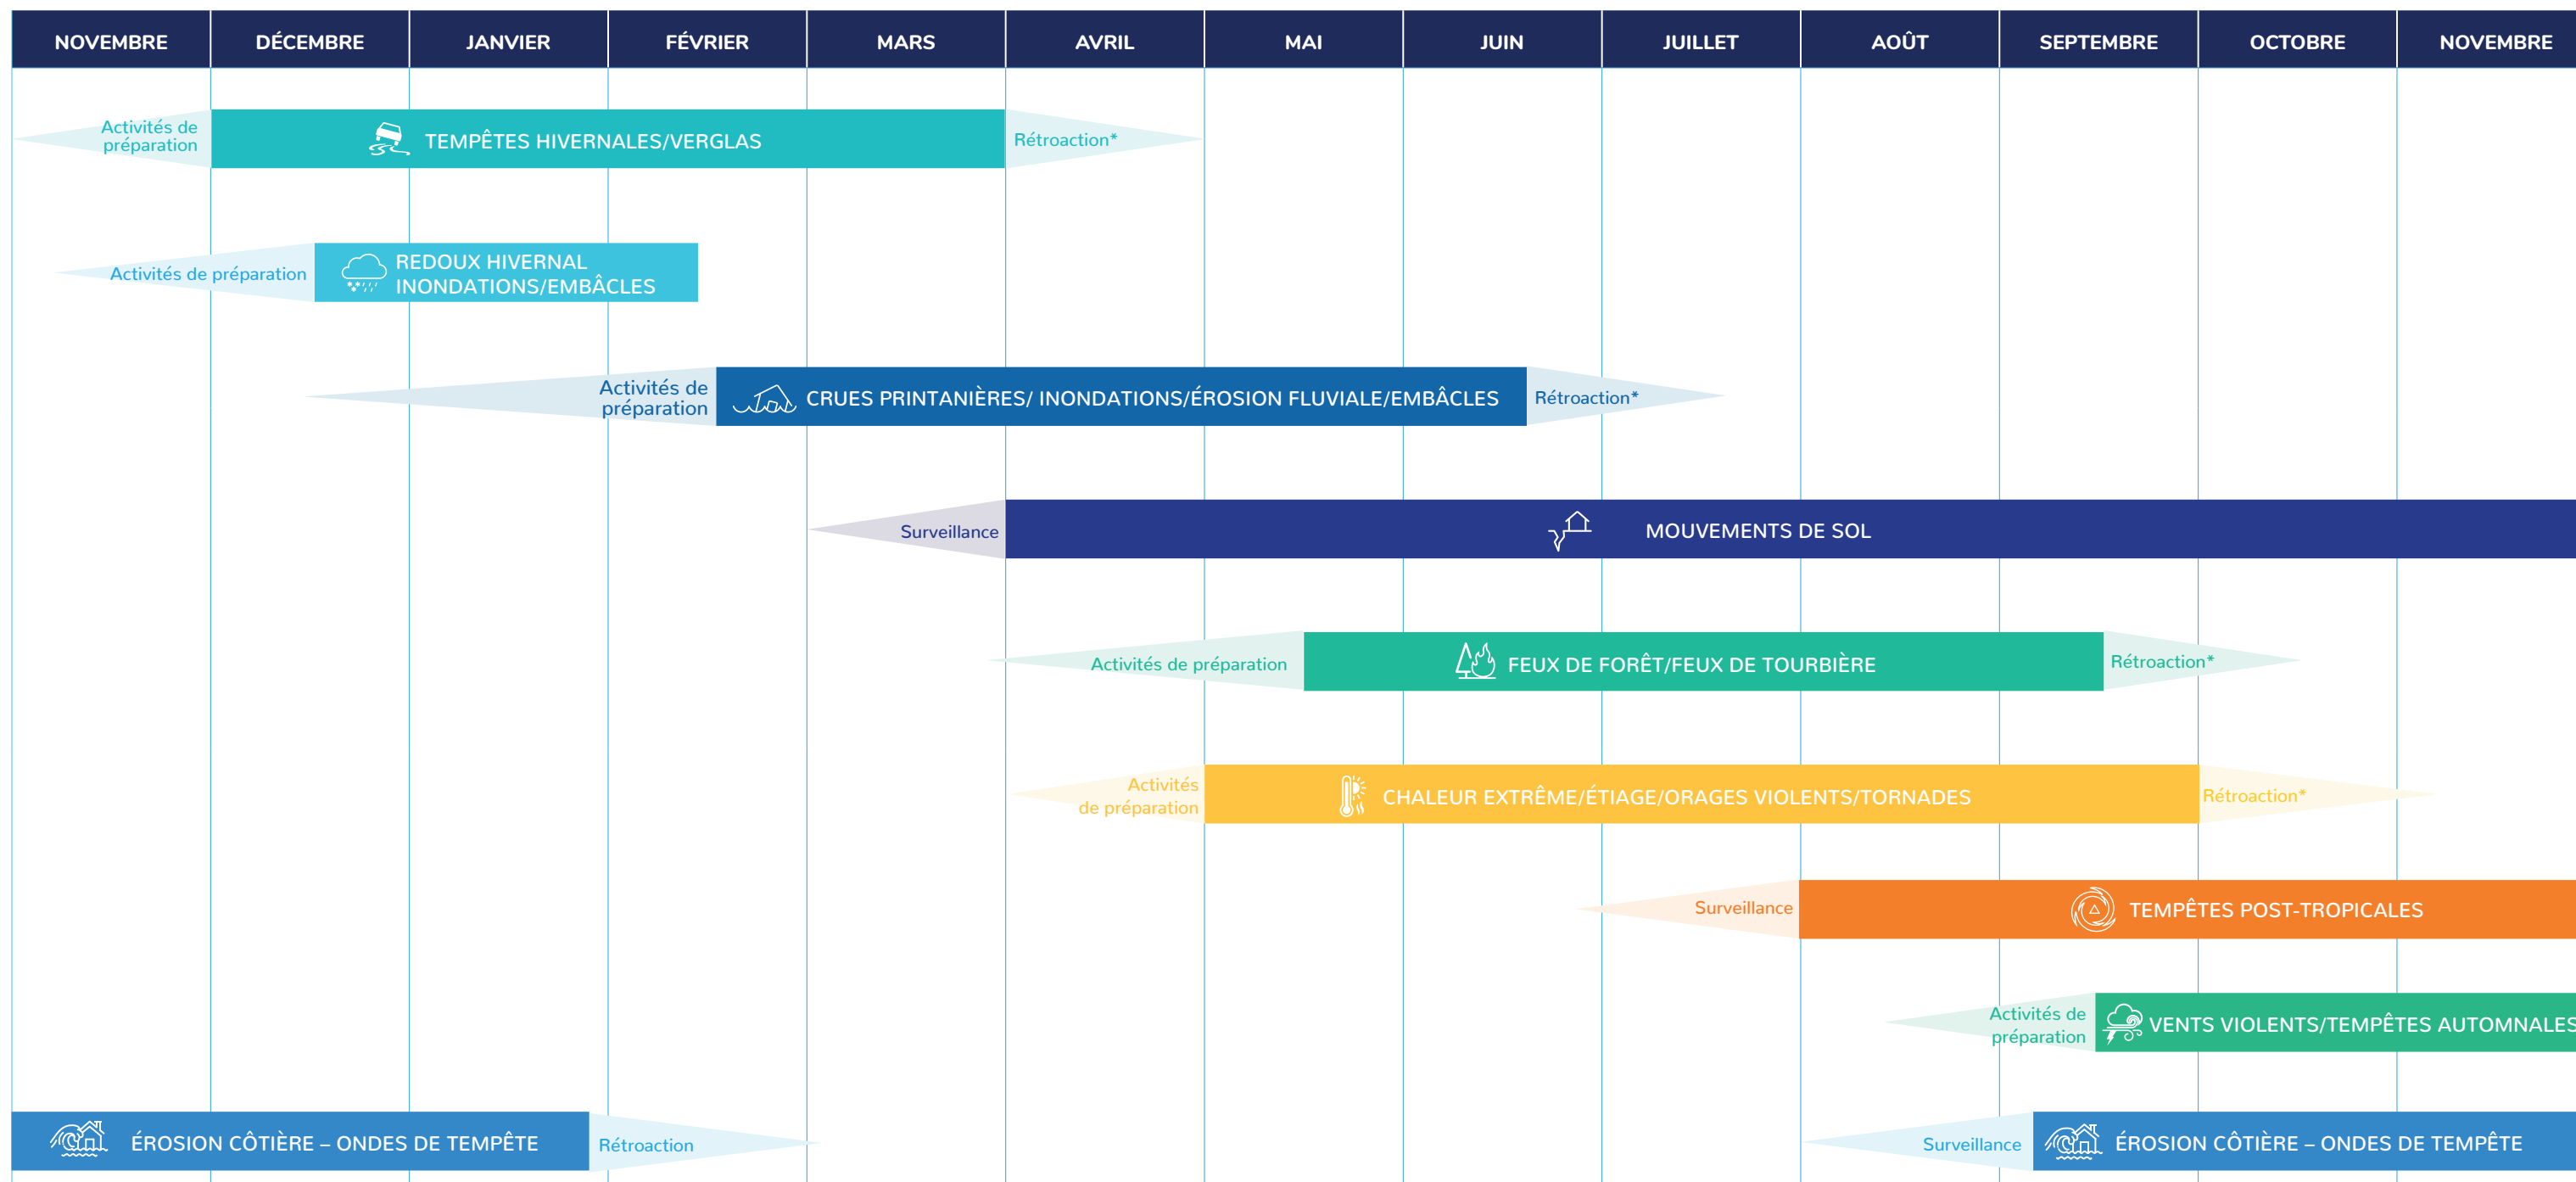 NOVEMBRE DÉCEMBRE JANVIER FÉVRIER MARS AVRIL MAI JUIN JUILLET AOÛT SEPTEMBRE OCTOBRE NOVEMBRE
Activités de
préparation
TEMPÊTES HIVERNALES/VERGLAS
Rétroaction*
Activités de préparation
REDOUX HIVERNAL
INONDATIONS/EMBÂCLES
Activités de
préparation
CRUES PRINTANIÈRES/ INONDATIONS/ÉROSION FLUVIALE/EMBÂCLES
Rétroaction*
Surveillance
MOUVEMENTS DE SOL
Activités de préparation
FEUX DE FORÊT/FEUX DE TOURBIÈRE
Rétroaction*
Activités
de préparation
CHALEUR EXTRÊME/ÉTIAGE/ORAGES VIOLENTS/TORNADES
Rétroaction*
Surveillance
TEMPÊTES POST-TROPICALES
Activités de
préparation
VENTS VIOLENTS/TEMPÊTES AUTOMNALES
ÉROSION CÔTIÈRE – ONDES DE TEMPÊTE
Rétroaction
Surveillance
ÉROSION CÔTIÈRE – ONDES DE TEMPÊTE